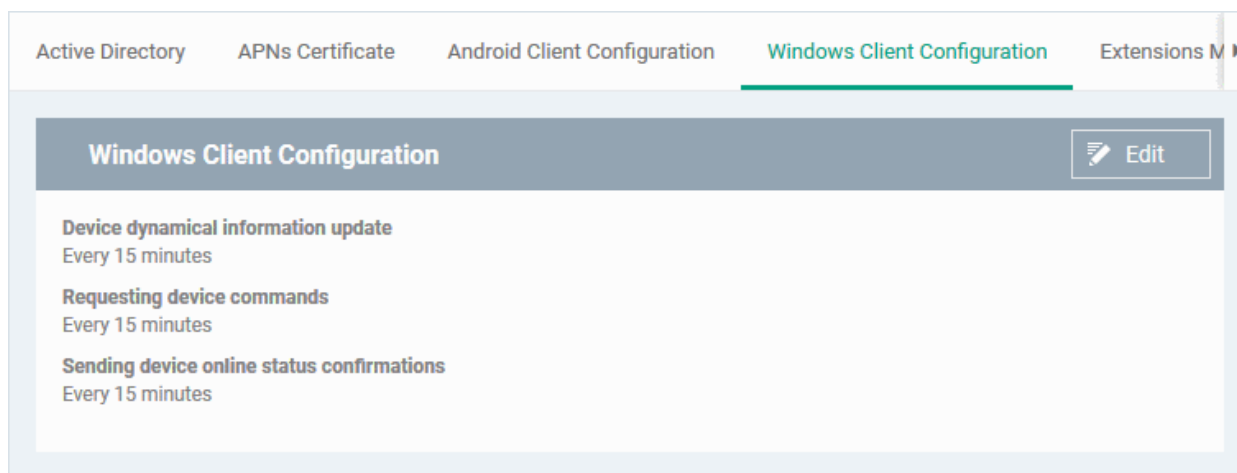 Active Directory
APNs Certificate
Android Client Configuration
Windows Client Configuration
Extensions M
Windows Client Configuration
Edit
Device dynamical information update
Every 15 minutes
Requesting device commands
Every 15 minutes
Sending device online status confirmations
Every 15 minutes